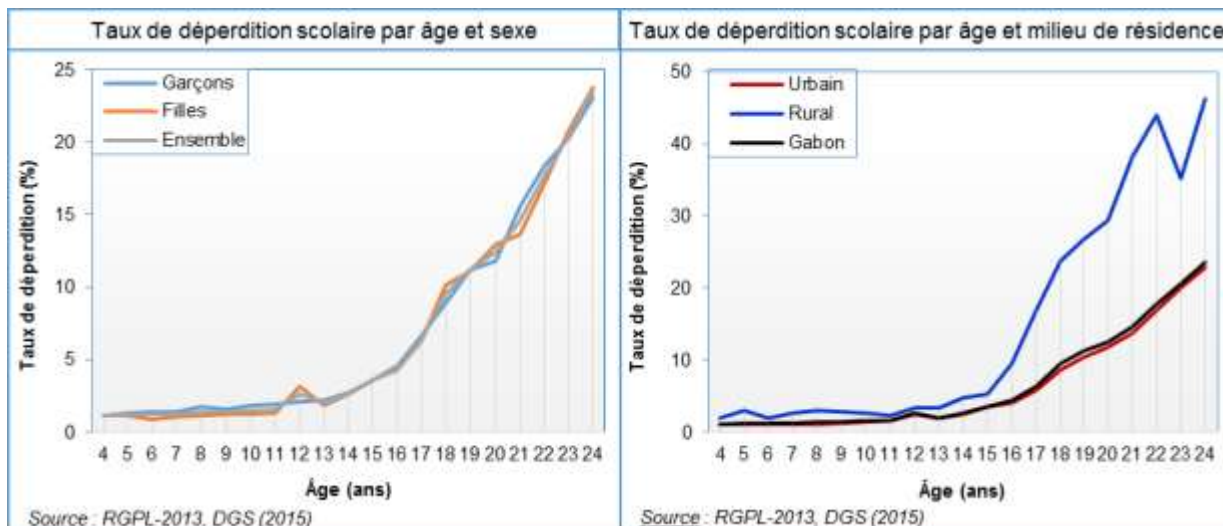 Taux de déperdition scolaire par âge et sexe
25
20
15
10
5
0
Taux de déperdition (%)
Garçons
Filles
Ensemble
4 5 6 7 8 9 10 11 12 13 14 15 16 17 18 19 20 21 22 23 24
Âge (ans)
Source : RGPL-2013, DGS (2015)
Taux de déperdition scolaire par âge et milieu de résidence
50
40
30
20
10
0
Taux de déperdition (%)
Urbain
Rural
Gabon
4 5 6 7 8 9 10 11 12 13 14 15 16 17 18 19 20 21 22 23 24
Âge (ans)
Source : RGPL-2013, DGS (2015)